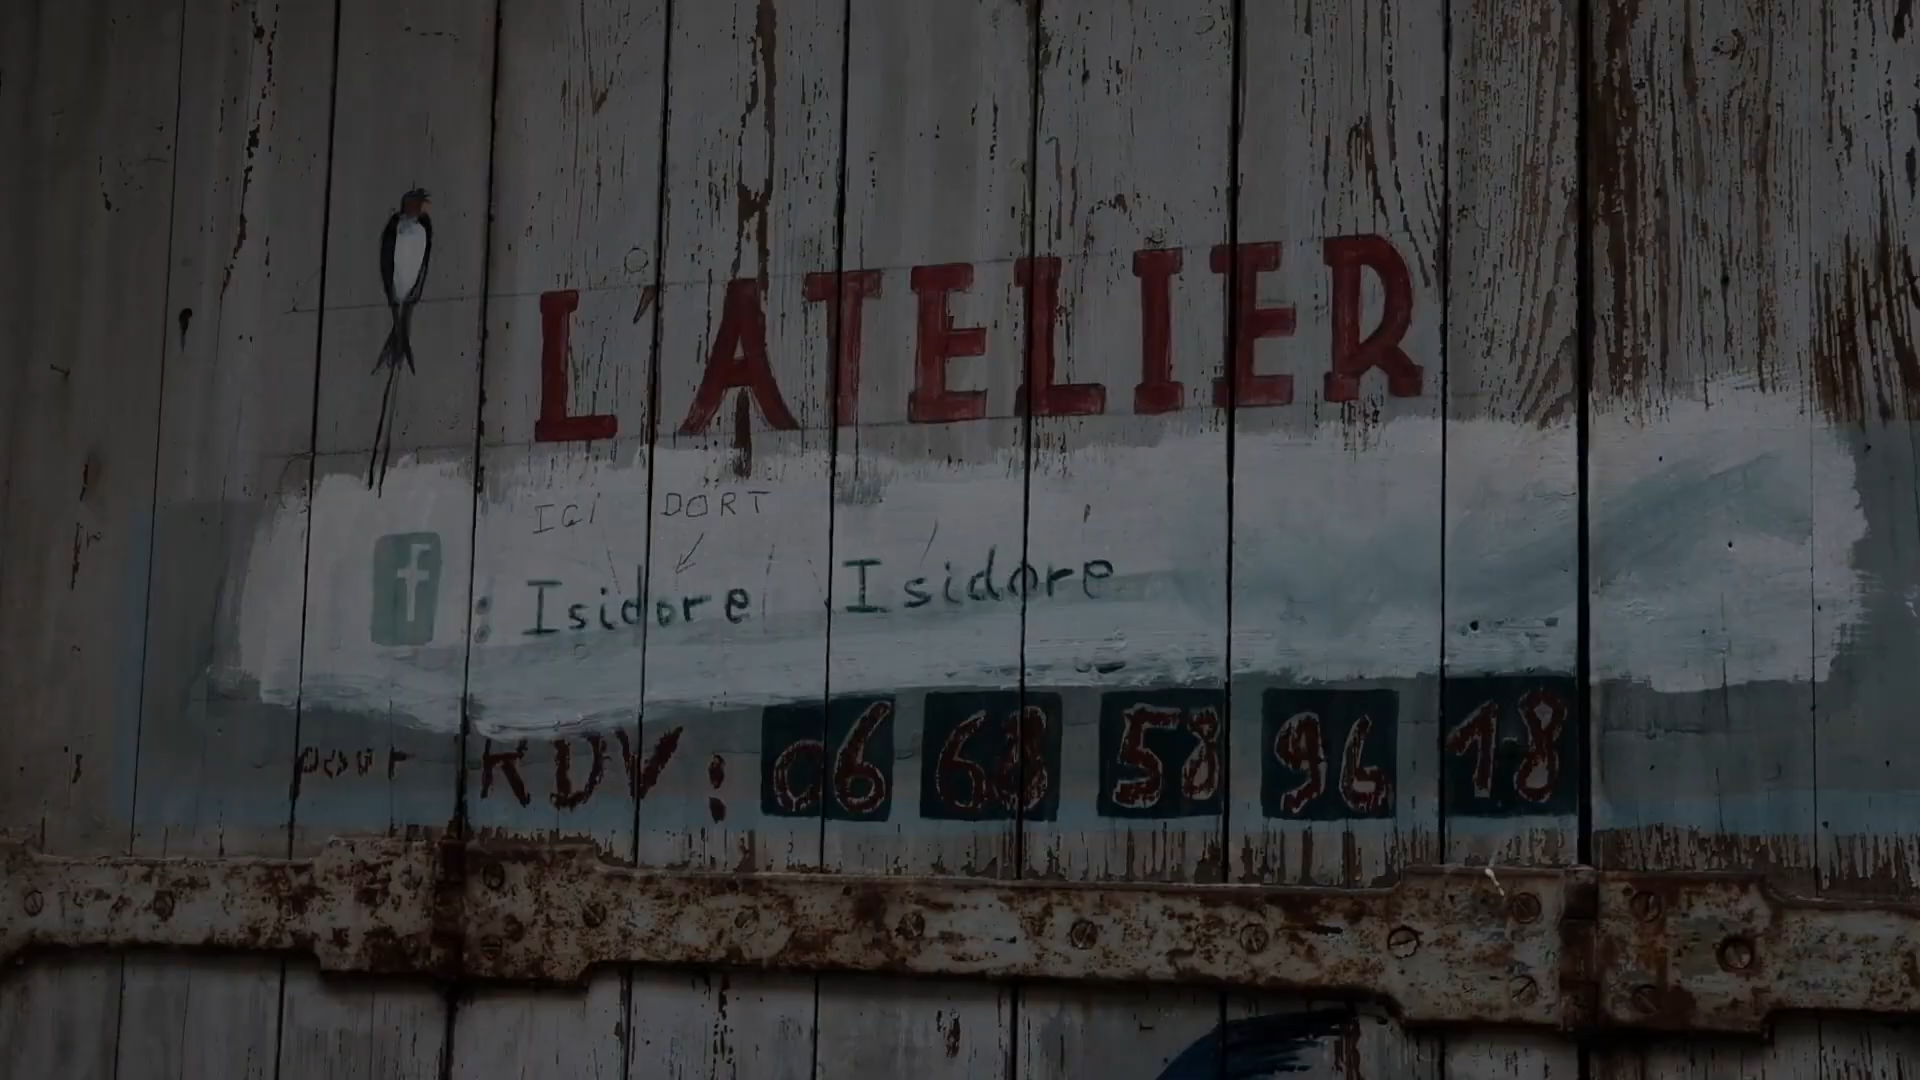 L'ATELIER
ICI DORT
f : Isidore Isidore
pour RDV : 06 68 58 96 18